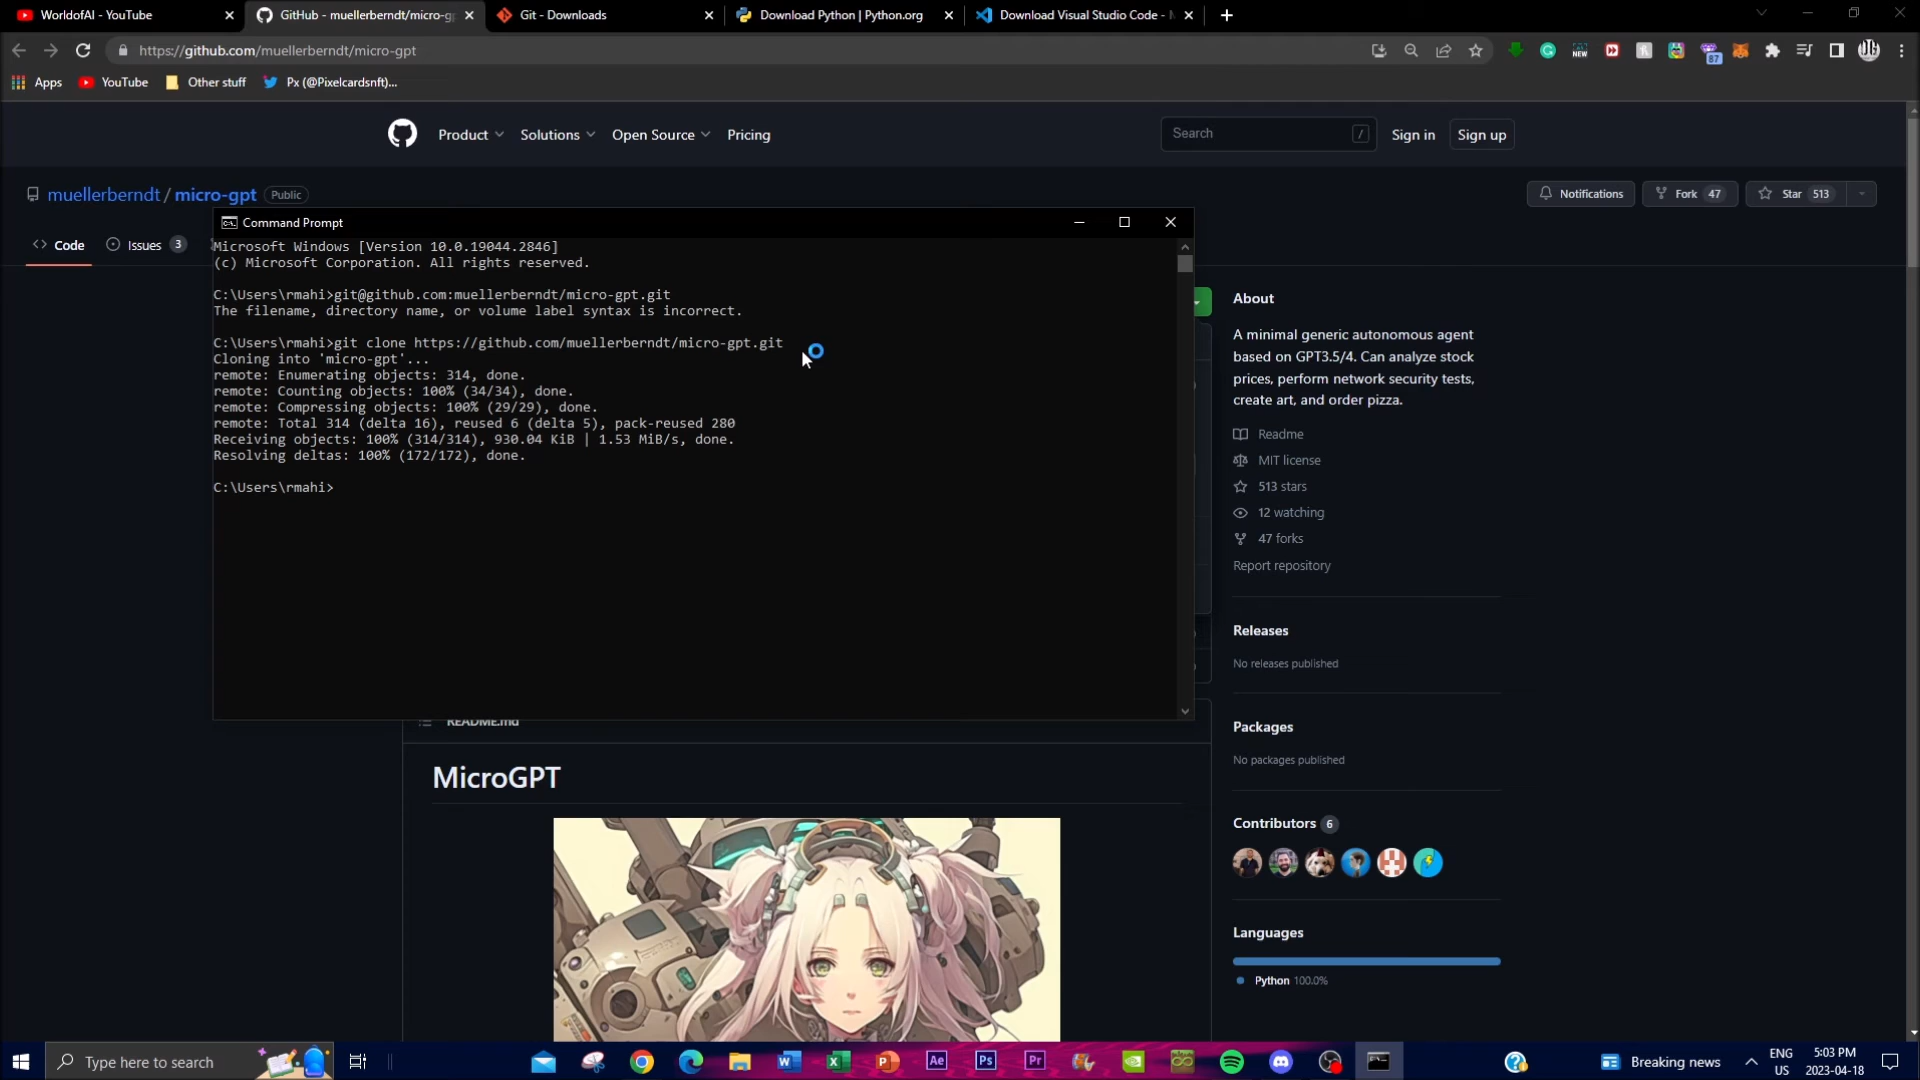 WorldofAI - YouTube
GitHub - muellerberndt/micro-gp
Git - Downloads
Download Python | Python.org
Download Visual Studio Code -
https://github.com/muellerberndt/micro-gpt
NEW
87
Apps
YouTube
Other stuff
Px (@Pixelcardsnft)...
Product
Solutions
Open Source
Pricing
Search
/
Sign in
Sign up
muellerberndt / micro-gpt
Public
Notifications
Fork 47
Star 513
Code
Issues 3
Command Prompt
Microsoft Windows [Version 10.0.19044.2846]
(c) Microsoft Corporation. All rights reserved.
C:\Users\rmahi>git@github.com:muellerberndt/micro-gpt.git
The filename, directory name, or volume label syntax is incorrect.
C:\Users\rmahi>git clone https://github.com/muellerberndt/micro-gpt.git
Cloning into 'micro-gpt'...
remote: Enumerating objects: 314, done.
remote: Counting objects: 100% (34/34), done.
remote: Compressing objects: 100% (29/29), done.
remote: Total 314 (delta 16), reused 6 (delta 5), pack-reused 280
Receiving objects: 100% (314/314), 930.04 KiB | 1.53 MiB/s, done.
Resolving deltas: 100% (172/172), done.
C:\Users\rmahi>
About
A minimal generic autonomous agent
based on GPT3.5/4. Can analyze stock
prices, perform network security tests,
create art, and order pizza.
Readme
MIT license
513 stars
12 watching
47 forks
Report repository
Releases
No releases published
Packages
No packages published
Contributors 6
Languages
Python 100.0%
README.md
MicroGPT
Type here to search
Ae
Ps
Pr
Breaking news
ENG
US
5:03 PM
2023-04-18